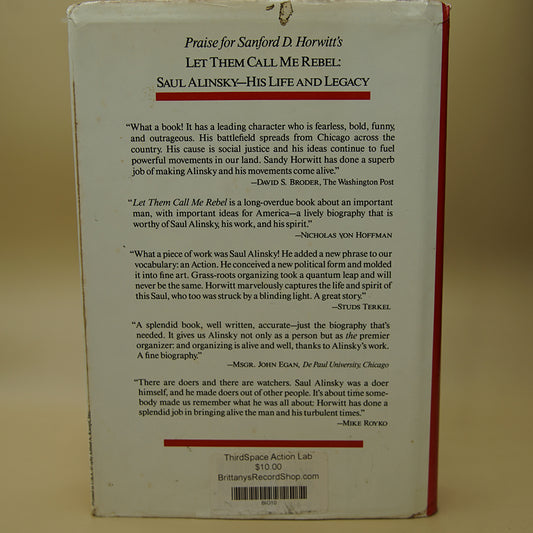 Praise for Sanford D. Horwitt's
LET THEM CALL ME REBEL:
SAUL ALINSKY—HIS LIFE AND LEGACY
“What a book! It has a leading character who is fearless, bold, funny,
and outrageous. His battlefield spreads from Chicago across the
country. His cause is social justice and his ideas continue to fuel
powerful movements in our land. Sandy Horwitt has done a superb
job of making Alinsky and his movements come alive.”
—DAVID S. BRODER, The Washington Post
“Let Them Call Me Rebel is a long-overdue book about an important
man, with important ideas for America—a lively biography that is
worthy of Saul Alinsky, his work, and his spirit.”
—NICHOLAS VON HOFFMAN
“What a piece of work was Saul Alinsky! He added a new phrase to our
vocabulary: an Action. He conceived a new political form and molded
it into fine art. Grass-roots organizing took a quantum leap and will
never be the same. Horwitt marvelously captures the life and spirit of
this Saul, who too was struck by a blinding light. A great story.”
—STUDS TERKEL
“A splendid book, well written, accurate—just the biography that's
needed. It gives us Alinsky not only as a person but as the premier
organizer: and organizing is alive and well, thanks to Alinsky's work.
A fine biography.”
—MSGR. JOHN EGAN, De Paul University, Chicago
“There are doers and there are watchers. Saul Alinsky was a doer
himself, and he made doers out of other people. It's about time some-
body made us remember what he was all about: Horwitt has done a
splendid job in bringing alive the man and his turbulent times.”
—MIKE ROYKO
ThirdSpace Action Lab
$10.00
BrittanysRecordShop.com
BIO10